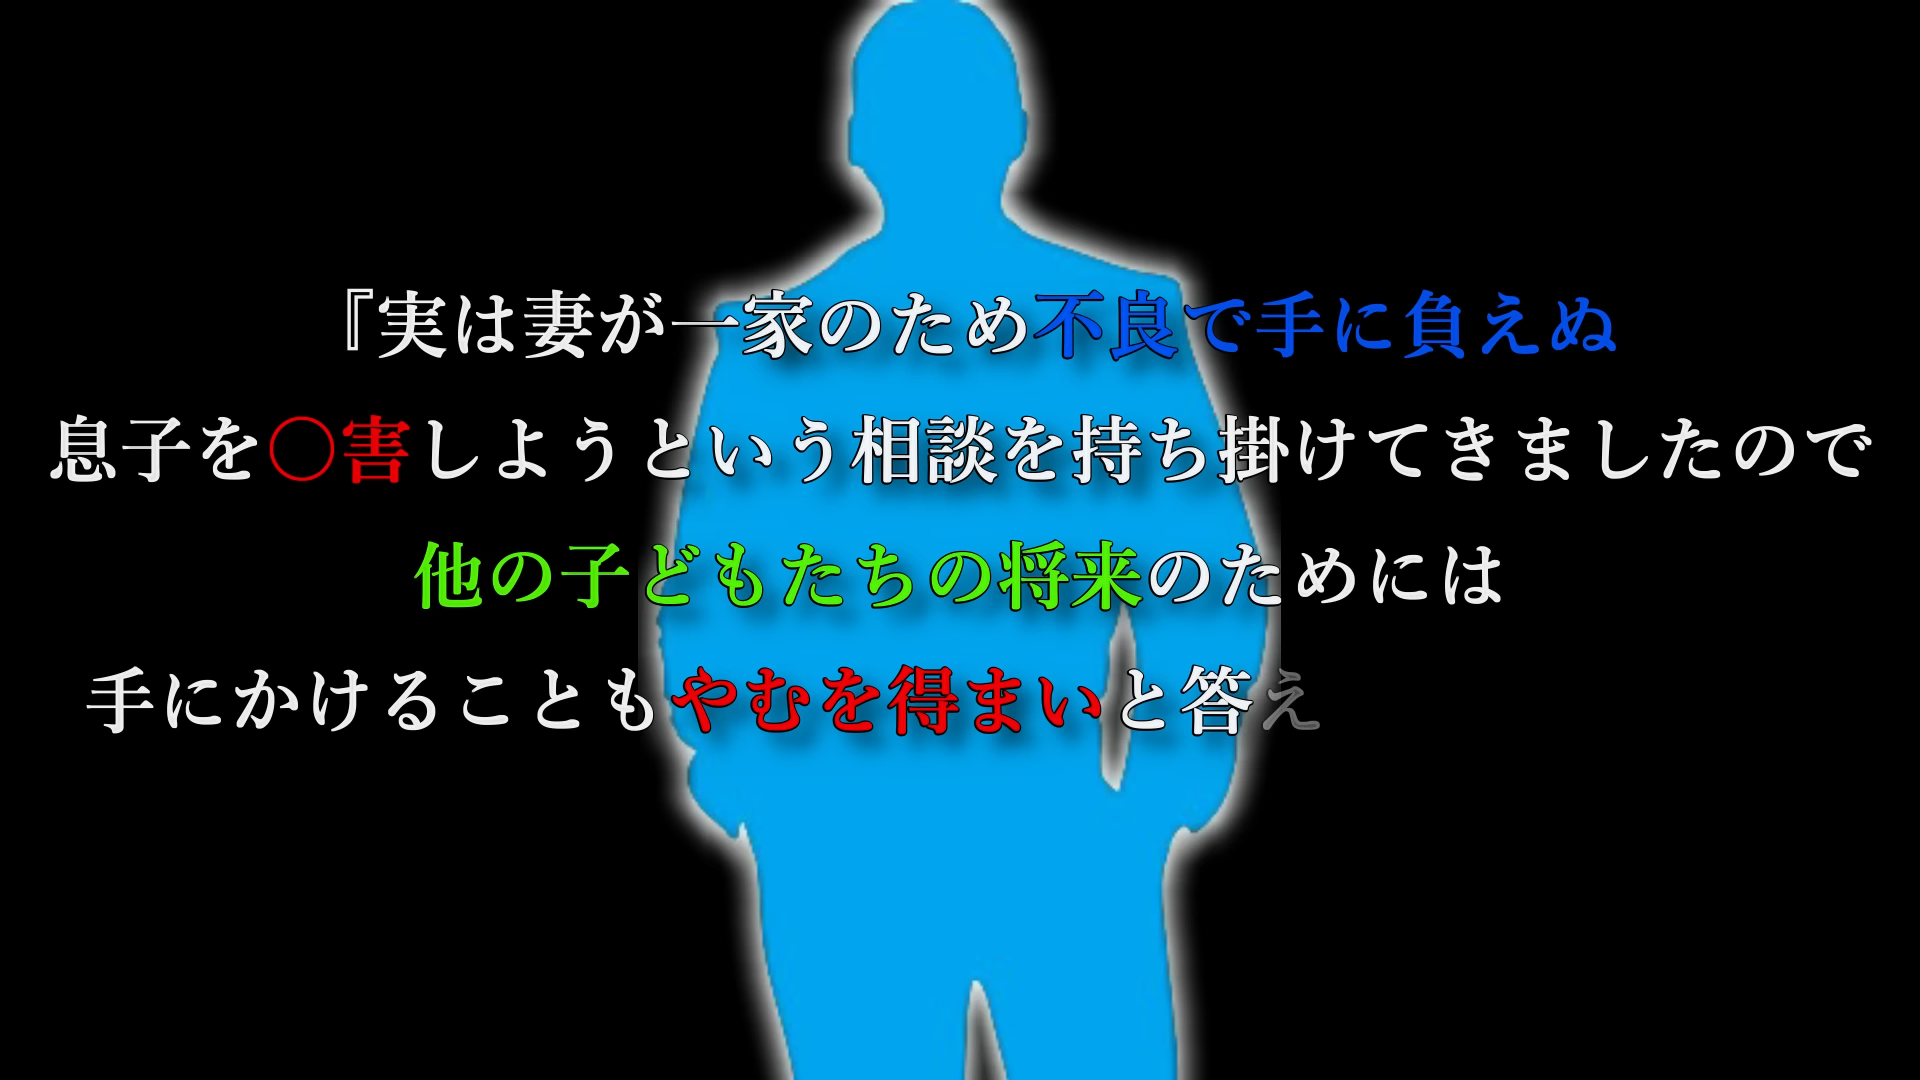 『実は妻が一家のため不良で手に負えぬ
息子を〇害しようという相談を持ち掛けてきましたので
他の子どもたちの将来のためには
手にかけることもやむを得まいと答え